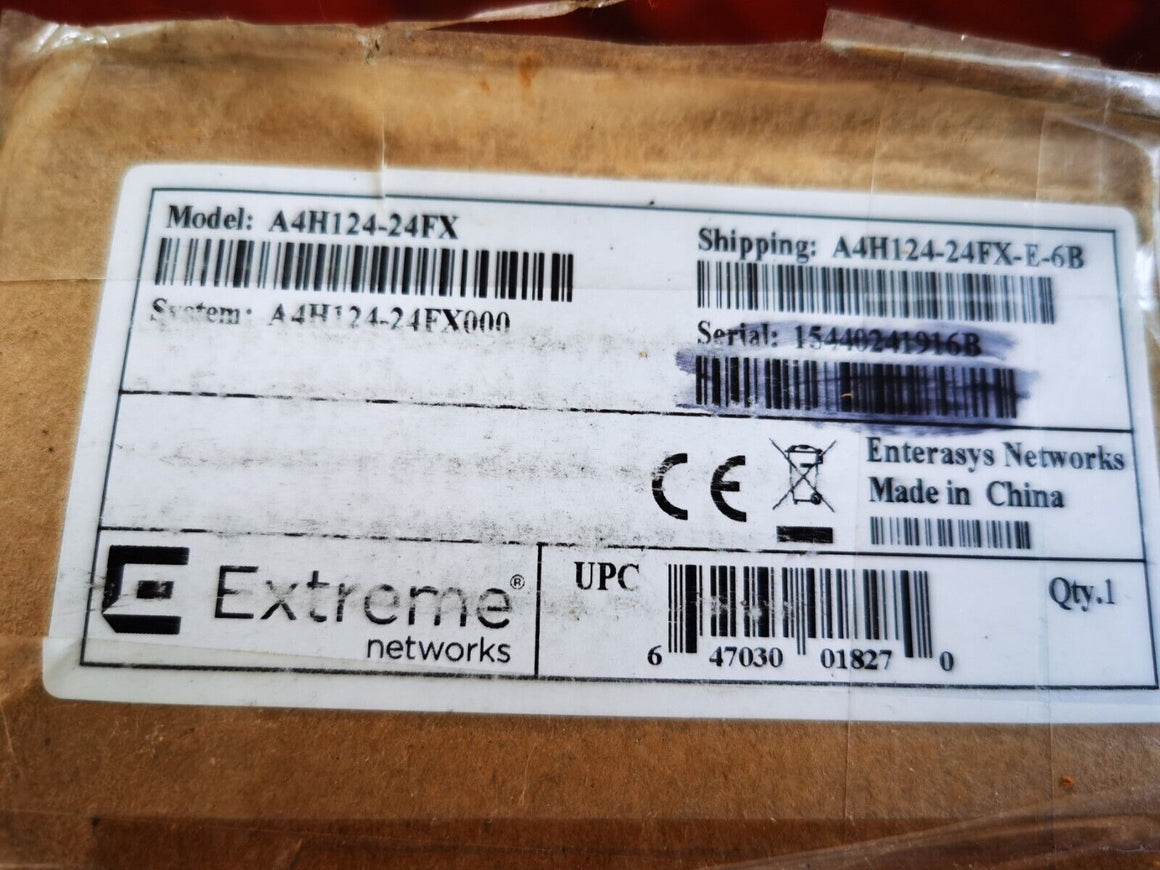 Model: A4H124-24FX
Shipping: A4H124-24FX-E-6B
System: A4H124-24FX000
Serial: 15440241916B
CE
Enterasys Networks
Made in China
Extreme®
networks
UPC
Qty.1
6 47030 01827 0